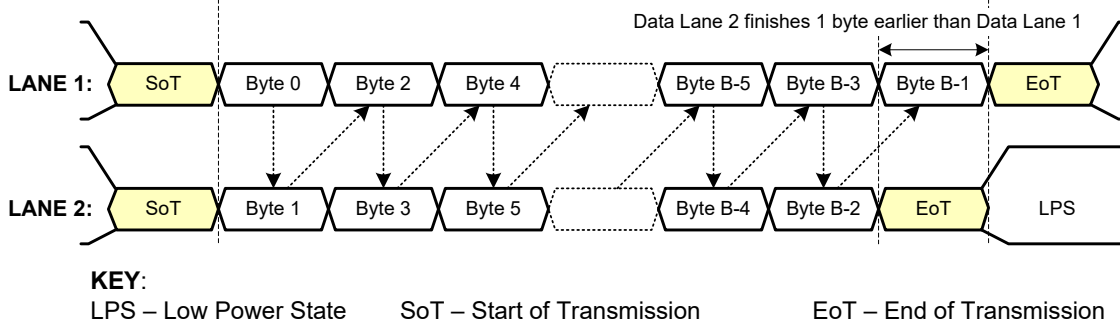 Data Lane 2 finishes 1 byte earlier than Data Lane 1
LANE 1: SoT Byte 0 Byte 2 Byte 4 Byte B-5 Byte B-3 Byte B-1 EoT
LANE 2: SoT Byte 1 Byte 3 Byte 5 Byte B-4 Byte B-2 EoT LPS
KEY:
LPS – Low Power State SoT – Start of Transmission EoT – End of Transmission